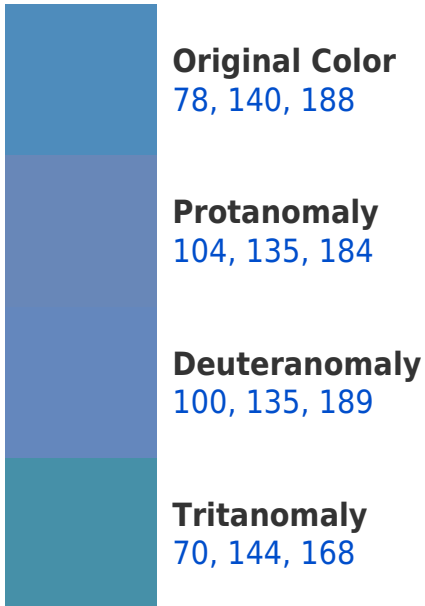 Original Color
78, 140, 188
Protanomaly
104, 135, 184
Deuteranomaly
100, 135, 189
Tritanomaly
70, 144, 168